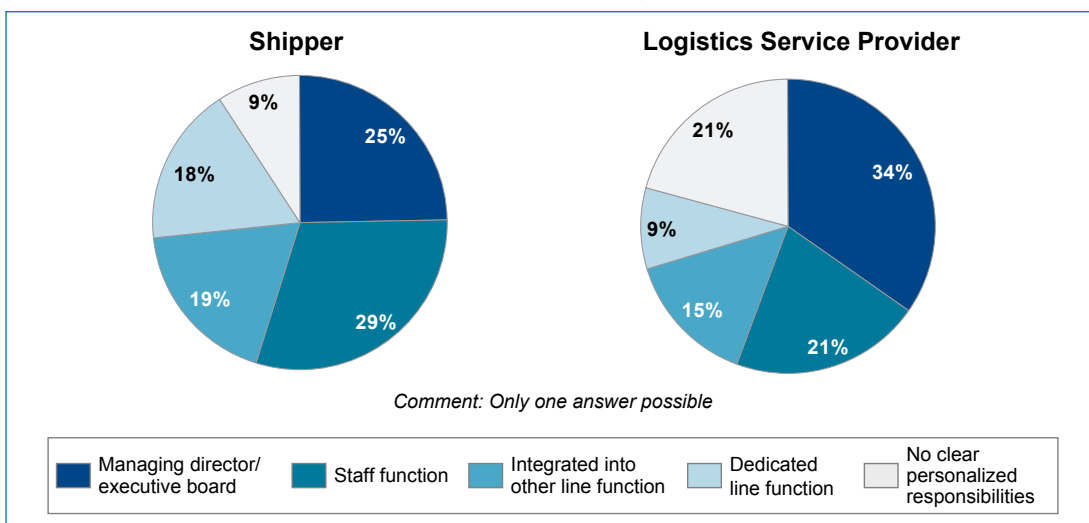 Shipper
9%
25%
18%
19%
29%
Logistics Service Provider
21%
34%
9%
15%
21%
Comment: Only one answer possible
Managing director/
executive board
Staff function
Integrated into
other line function
Dedicated
line function
No clear
personalized
responsibilities